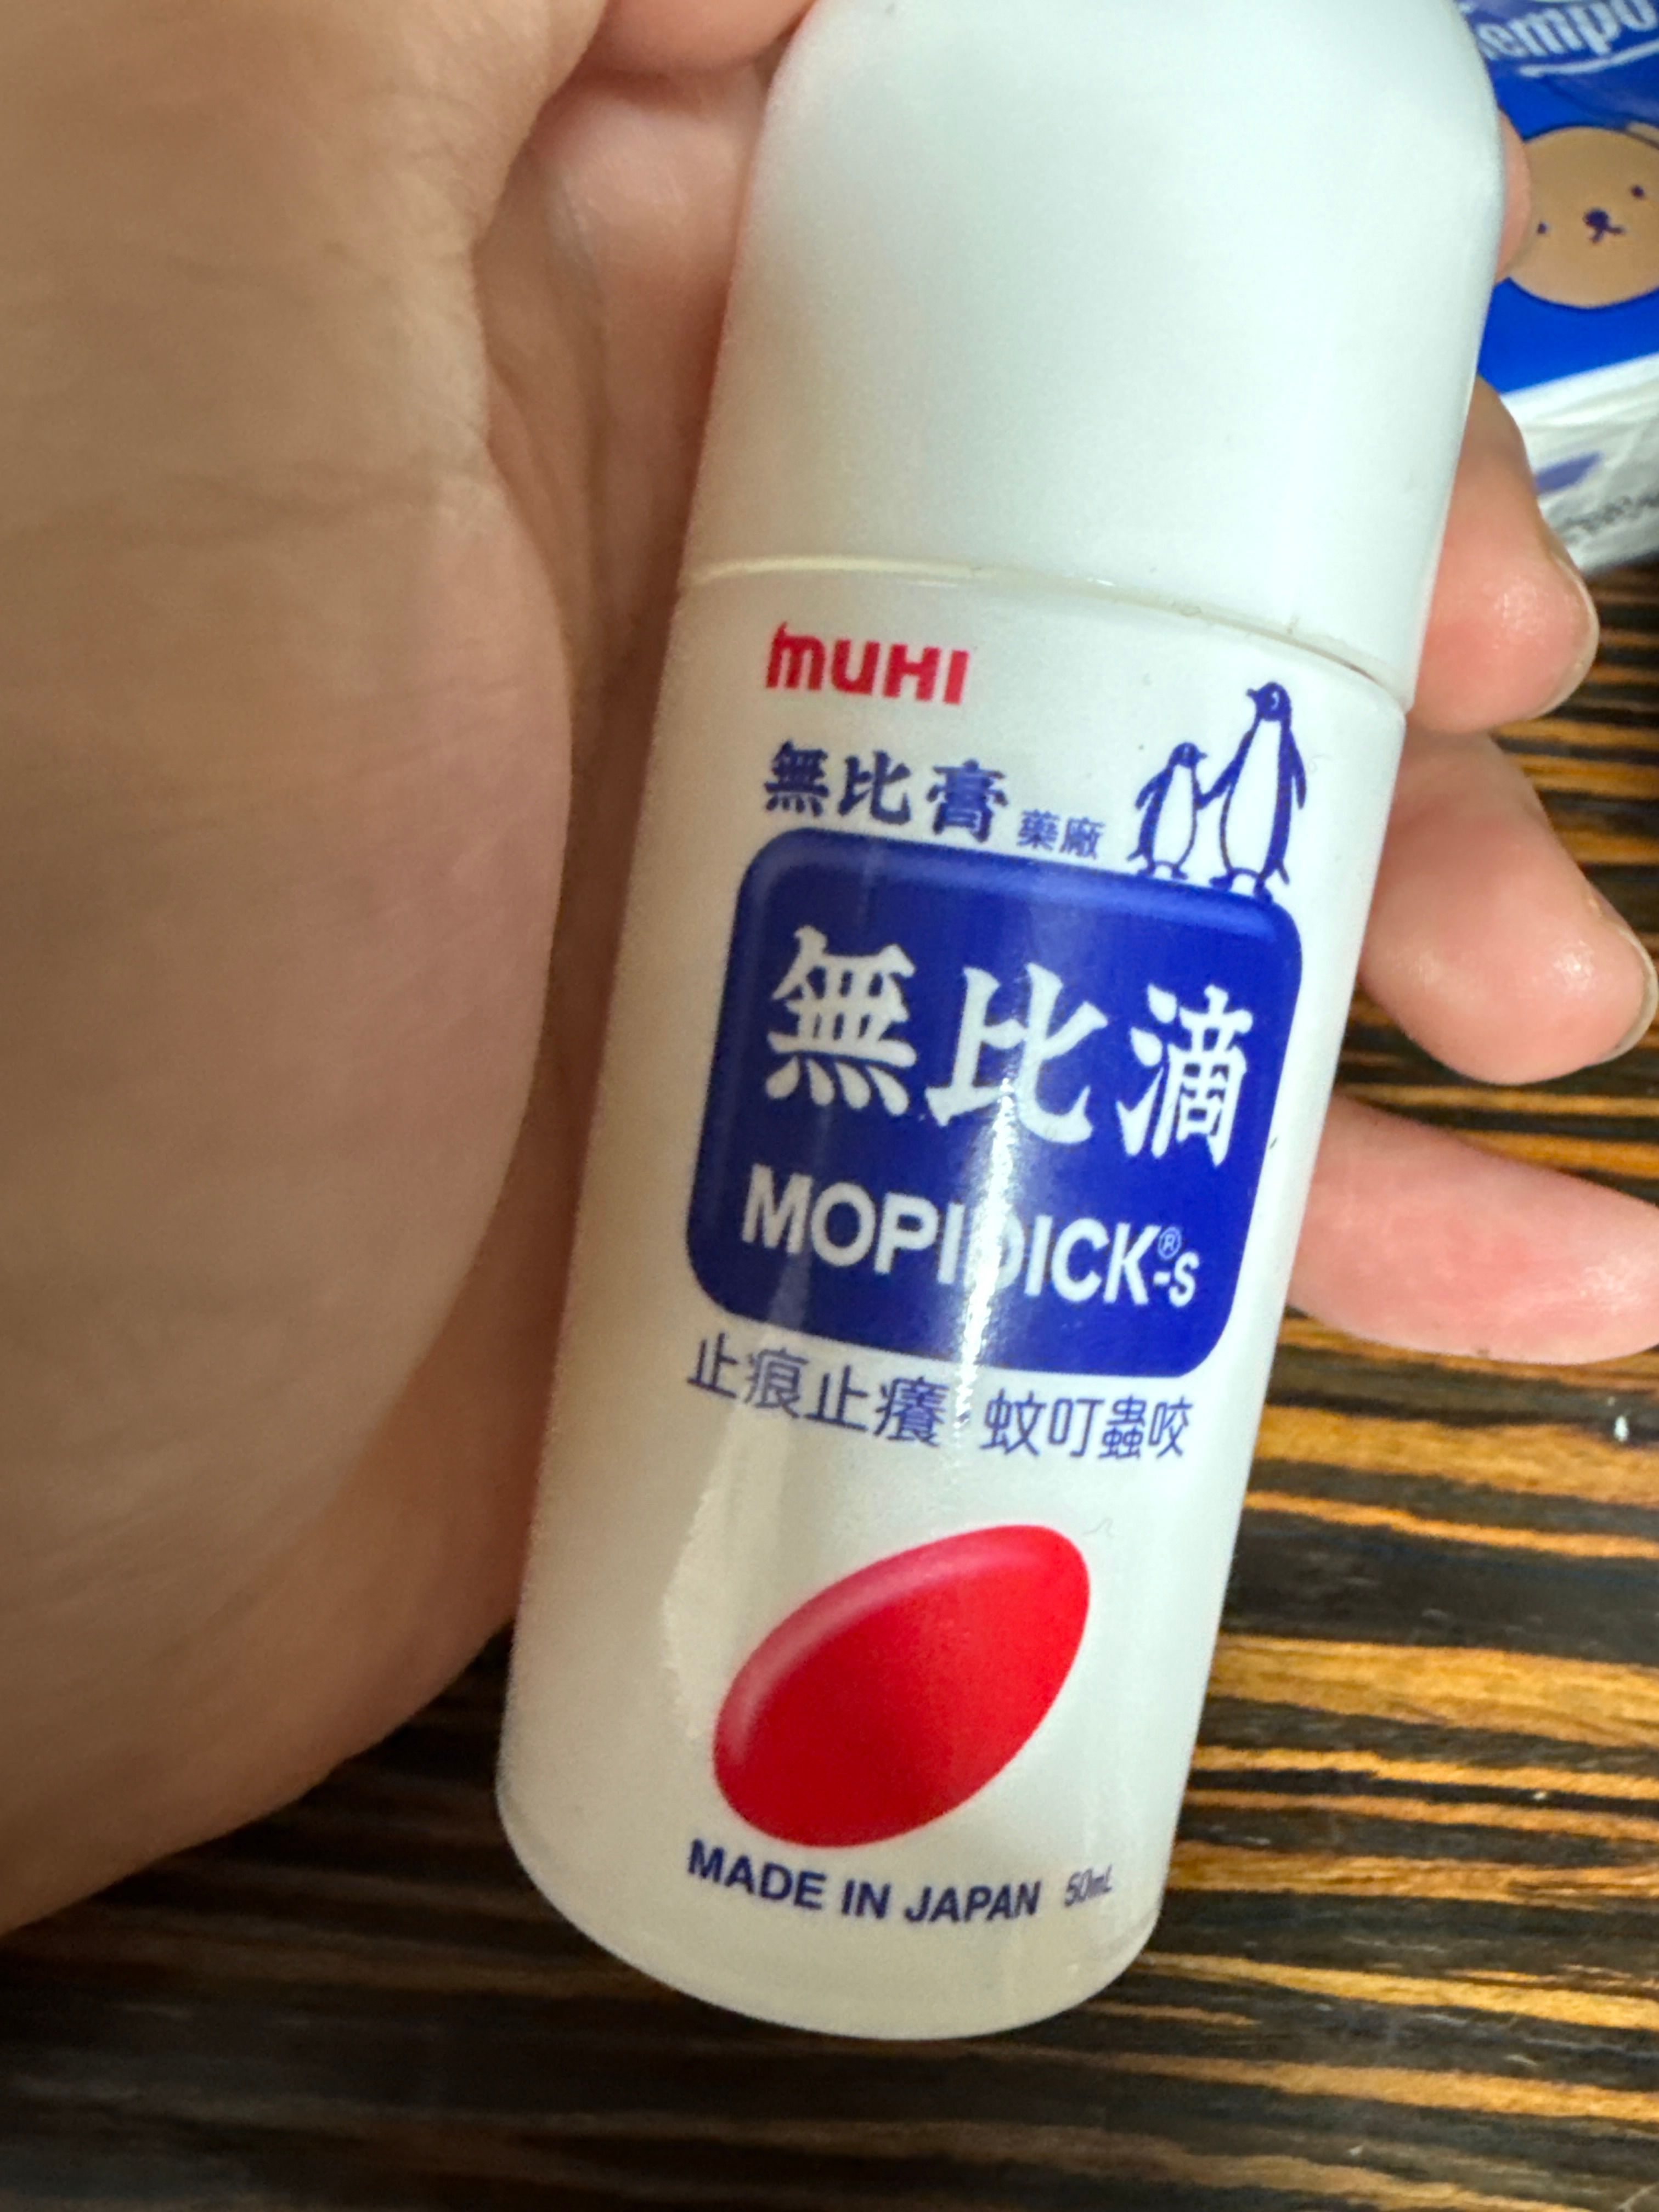 Tempo
MUHI
無比膏 藥廠
無比滴
MOPIDICK®-s
止痕止癢·蚊叮蟲咬
MADE IN JAPAN 50mL